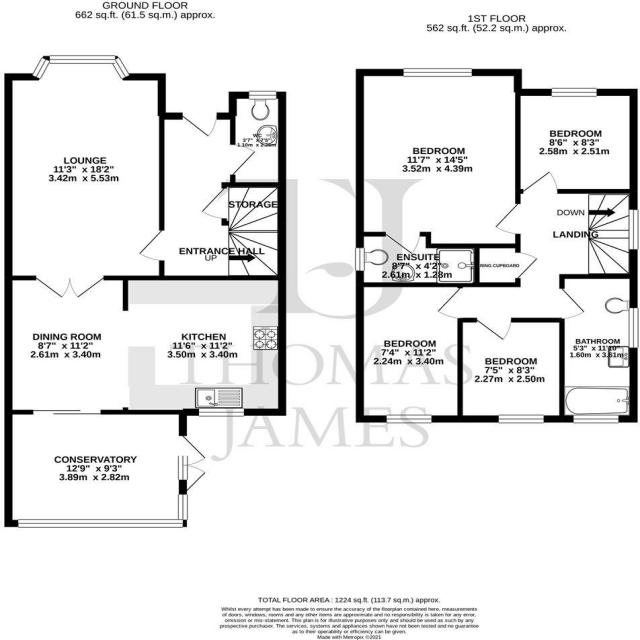 GROUND FLOOR
662 sq.ft. (61.5 sq.m.) approx.
1ST FLOOR
562 sq.ft. (52.2 sq.m.) approx.
LOUNGE
11'3" x 18'2"
3.42m x 5.53m
WC
STORAGE
ENTRANCE HALL
UP
DINING ROOM
8'7" x 11'2"
2.61m x 3.40m
KITCHEN
11'6" x 11'2"
3.50m x 3.40m
CONSERVATORY
12'9" x 9'3"
3.89m x 2.82m
BEDROOM
11'7" x 14'5"
3.52m x 4.39m
BEDROOM
8'6" x 8'3"
2.58m x 2.51m
DOWN
LANDING
ENSUITE
8'7" x 4'2"
2.61m x 1.28m
CUPBOARD
BEDROOM
7'4" x 11'2"
2.24m x 3.40m
BEDROOM
7'5" x 8'3"
2.27m x 2.50m
BATHROOM
5'3" x 11'10"
1.60m x 3.61m
THOMAS
JAMES
TOTAL FLOOR AREA : 1224 sq.ft. (113.7 sq.m.) approx.
Whilst every attempt has been made to ensure the accuracy of the floorplan contained here, measurements
of doors, windows, rooms and any other items are approximate and no responsibility is taken for any error,
omission or mis-statement. This plan is for illustrative purposes only and should be used as such by any
prospective purchaser. The services, systems and appliances shown have not been tested and no guarantee
as to their operability or efficiency can be given.
Made with Metropix ©2021